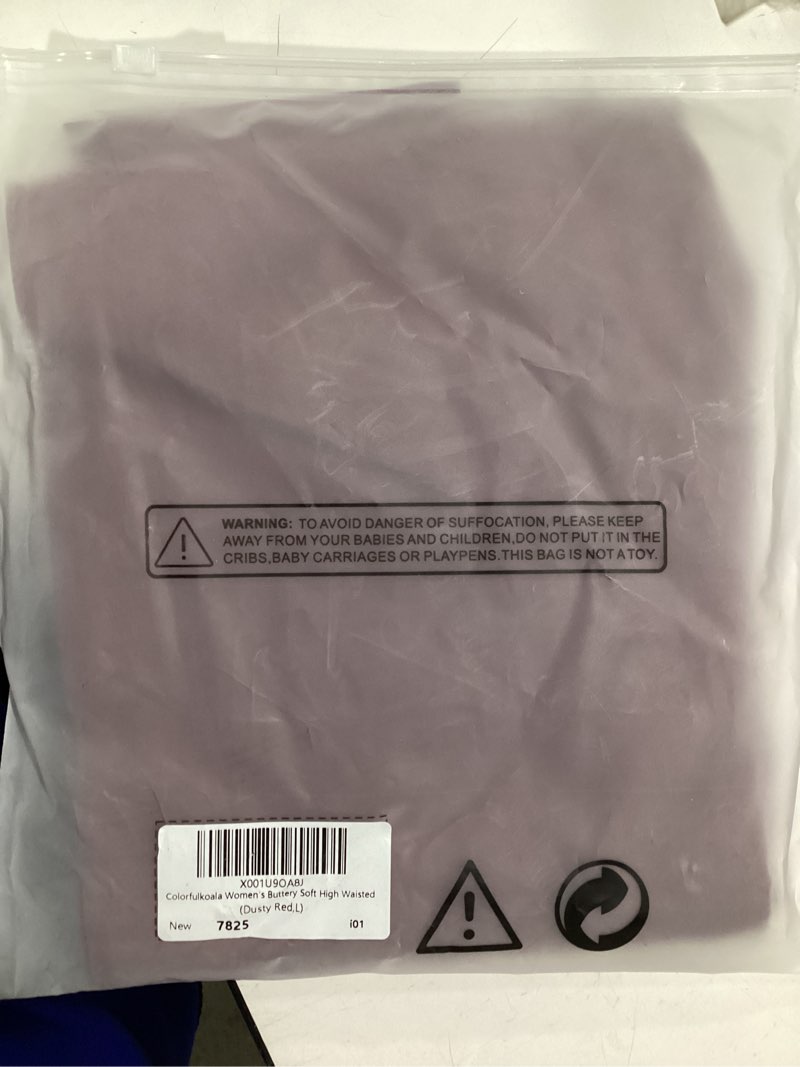 WARNING: TO AVOID DANGER OF SUFFOCATION, PLEASE KEEP
AWAY FROM YOUR BABIES AND CHILDREN,DO NOT PUT IT IN THE
CRIBS,BABY CARRIAGES OR PLAYPENS.THIS BAG IS NOT A TOY.
X001U9OA8J
Colorfulkoala Women's Buttery Soft High Waisted
(Dusty Red,L)
New 7825 i01